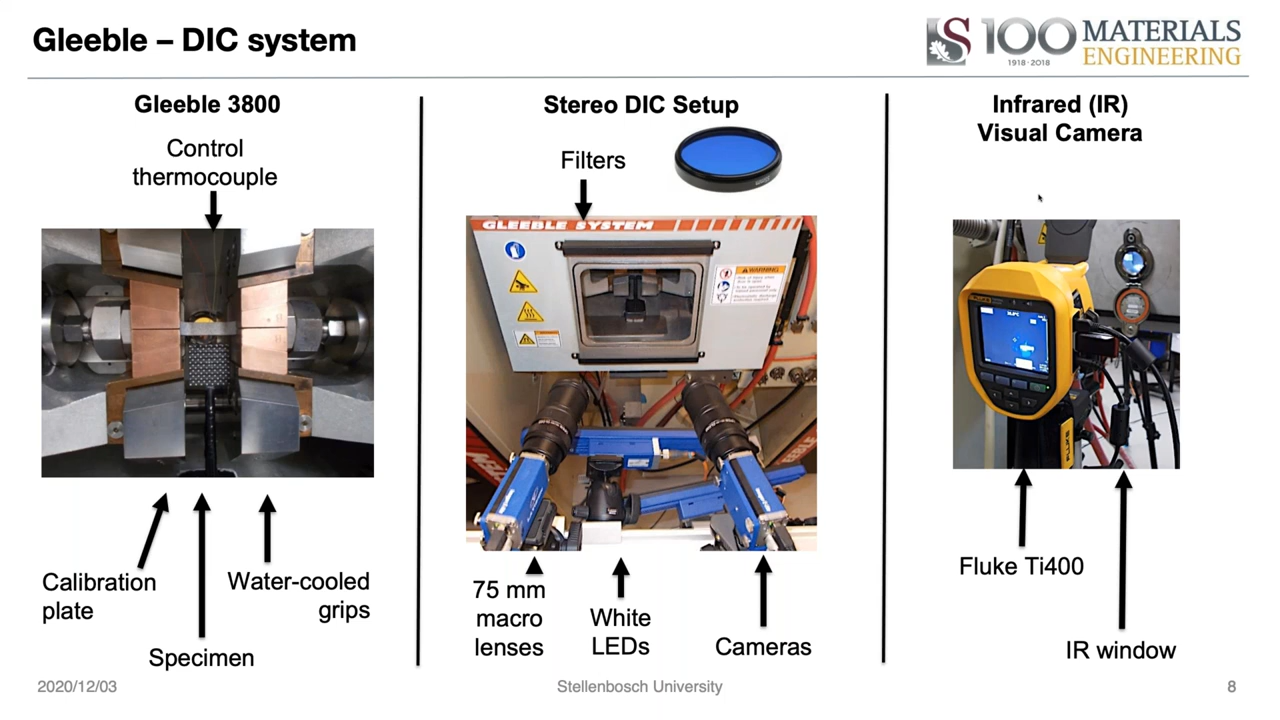 Gleeble – DIC system
S 100
1918 · 2018
MATERIALS
ENGINEERING
Gleeble 3800
Control
thermocouple
Calibration
plate
Specimen
Water-cooled
grips
Stereo DIC Setup
Filters
GLEEBLE SYSTEM
WARNING
75 mm
macro
lenses
White
LEDs
Cameras
Infrared (IR)
Visual Camera
FLUKE
Fluke Ti400
IR window
2020/12/03
Stellenbosch University
8